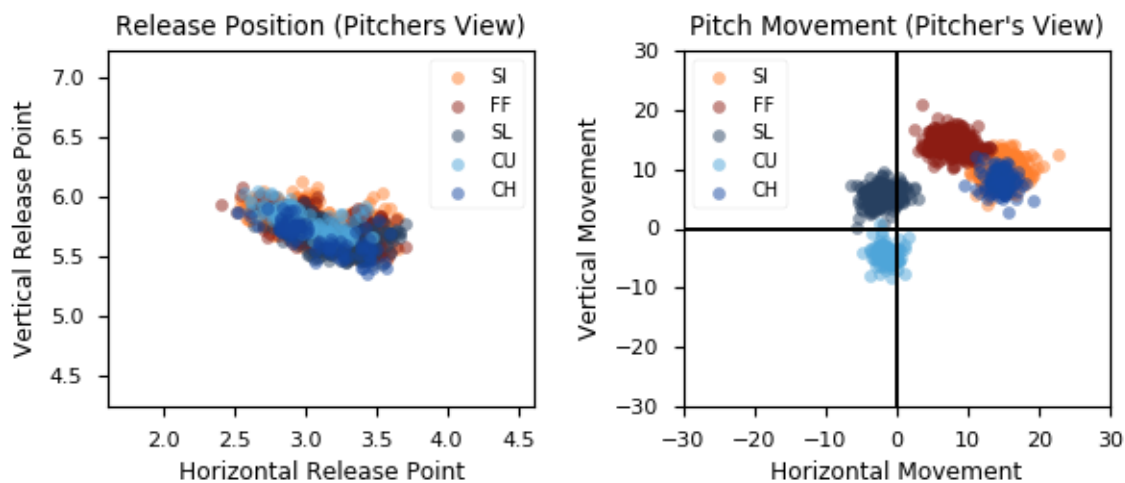 Release Position (Pitchers View)
Vertical Release Point
7.0
6.5
6.0
5.5
5.0
4.5
SI
FF
SL
CU
CH
2.0 2.5 3.0 3.5 4.0 4.5
Horizontal Release Point
Pitch Movement (Pitcher's View)
Vertical Movement
30
20
10
0
−10
−20
−30
SI
FF
SL
CU
CH
−30 −20 −10 0 10 20 30
Horizontal Movement